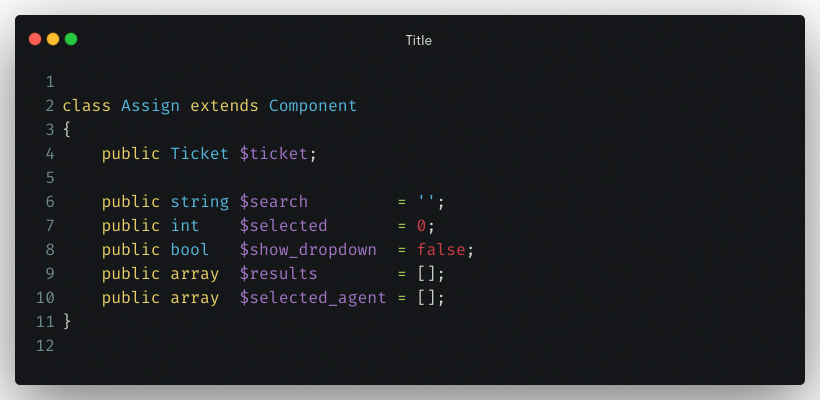 Title
1
2 class Assign extends Component
3 {
4     public Ticket $ticket;
5
6     public string $search         = '';
7     public int    $selected       = 0;
8     public bool   $show_dropdown  = false;
9     public array  $results        = [];
10     public array  $selected_agent = [];
11 }
12